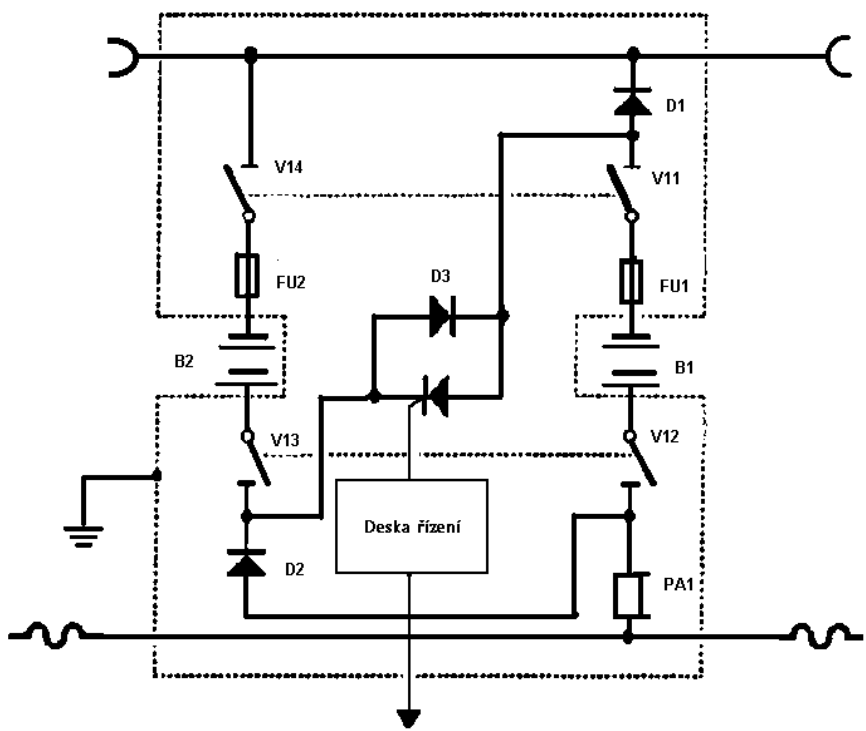 D1
V14
V11
D3
FU2
FU1
B2
B1
V13
V12
Deska řízení
D2
PA1